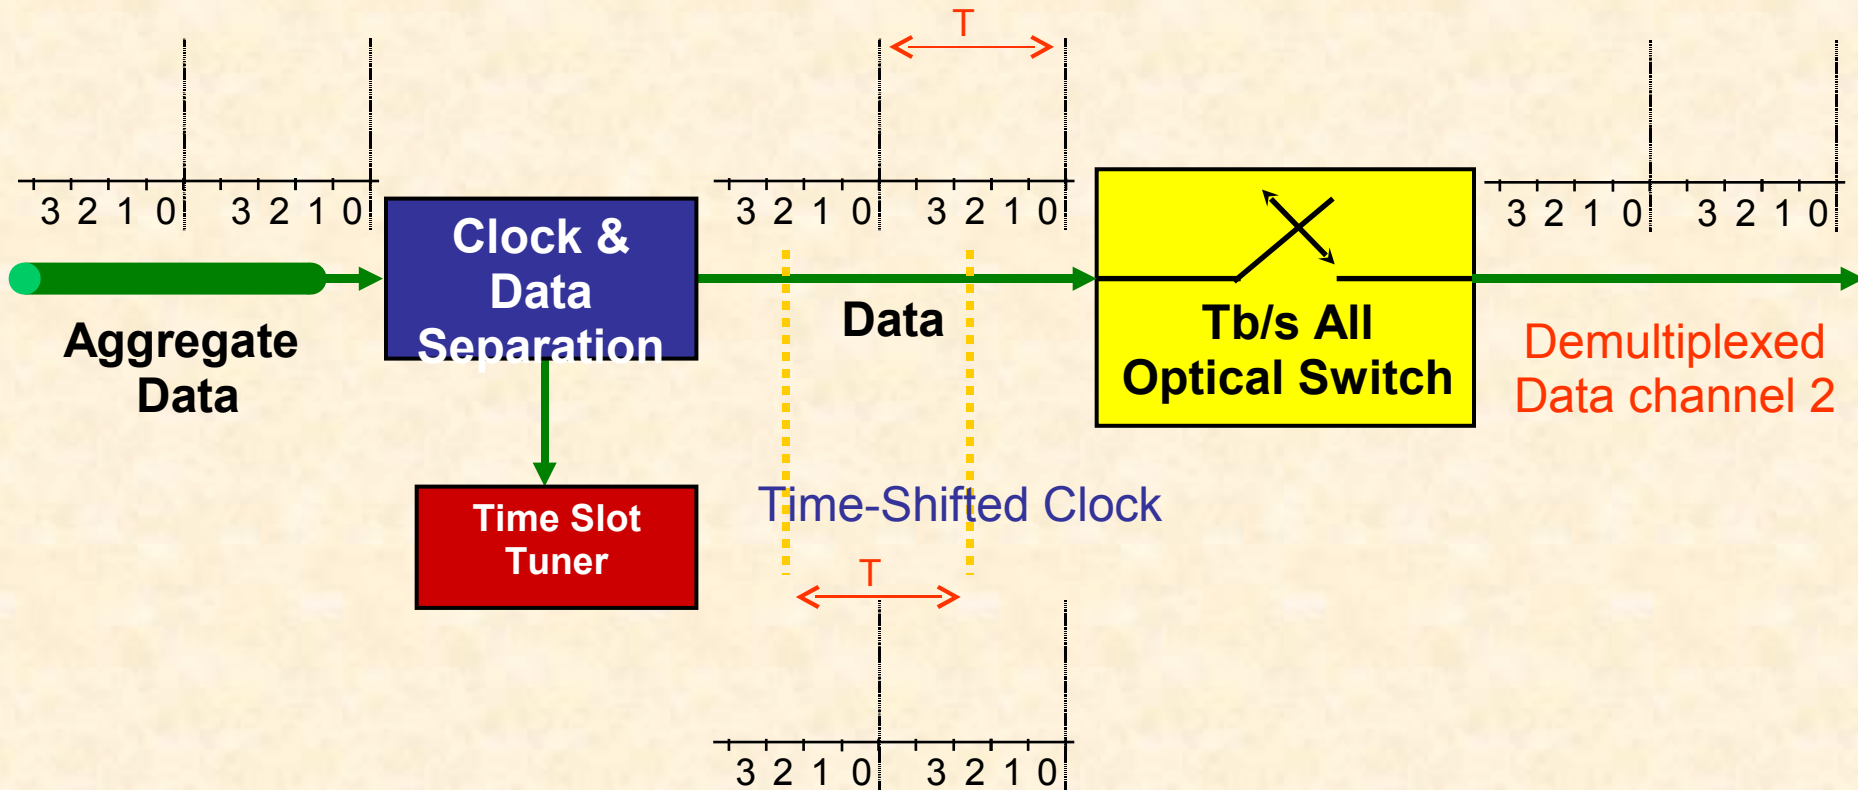 T
3 2 1 0 3 2 1 0
3 2 1 0 3 2 1 0
3 2 1 0 3 2 1 0
Clock &
Data
Separation
Aggregate
Data
Data
Tb/s All
Optical Switch
Demultiplexed
Data channel 2
Time Slot
Tuner
Time-Shifted Clock
T
3 2 1 0 3 2 1 0